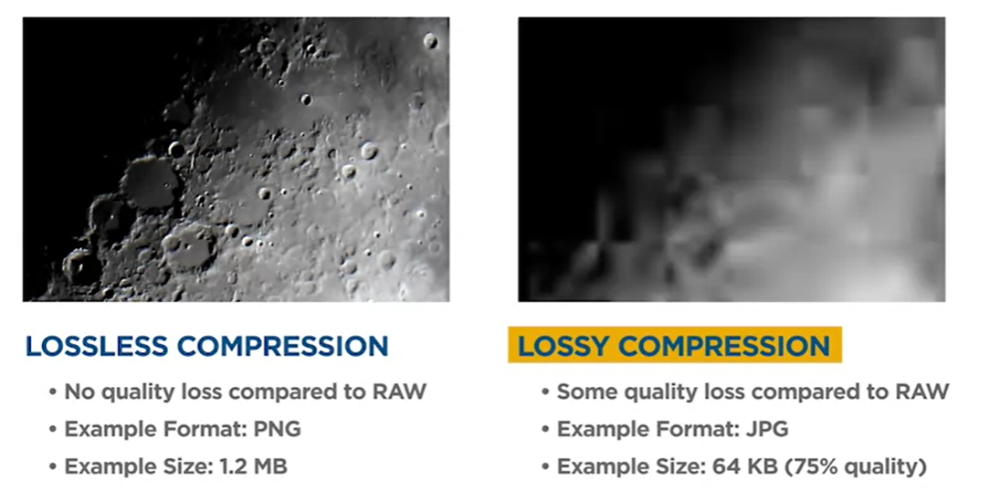 LOSSLESS COMPRESSION
• No quality loss compared to RAW
• Example Format: PNG
• Example Size: 1.2 MB
LOSSY COMPRESSION
• Some quality loss compared to RAW
• Example Format: JPG
• Example Size: 64 KB (75% quality)